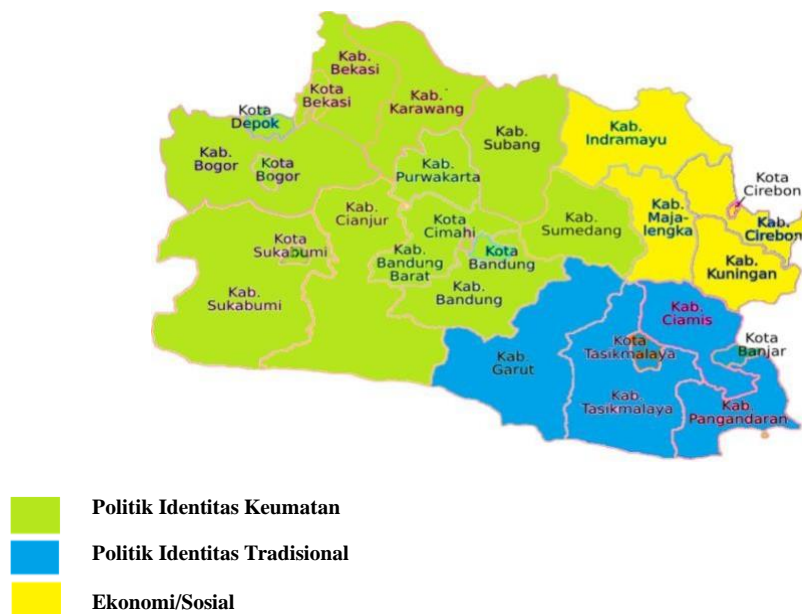 Kab.
Bekasi
Kota
Bekasi
Kab.
Karawang
Kota
Depok
Kab.
Subang
Kab.
Indramayu
Kab.
Bogor
Kota
Bogor
Kab.
Purwakarta
Kota
Cirebon
Kab.
Cianjur
Kota
Cimahi
Kab.
Sumedang
Kab.
Maja-
lengka
Kab.
Cirebon
Kota
Sukabumi
Kab.
Bandung
Barat
Kota
Bandung
Kab.
Kuningan
Kab.
Sukabumi
Kab.
Bandung
Kab.
Ciamis
Kota
Tasikmalaya
Kota
Banjar
Kab.
Garut
Kab.
Tasikmalaya
Kab.
Pangandaran
Politik Identitas Keumatan
Politik Identitas Tradisional
Ekonomi/Sosial